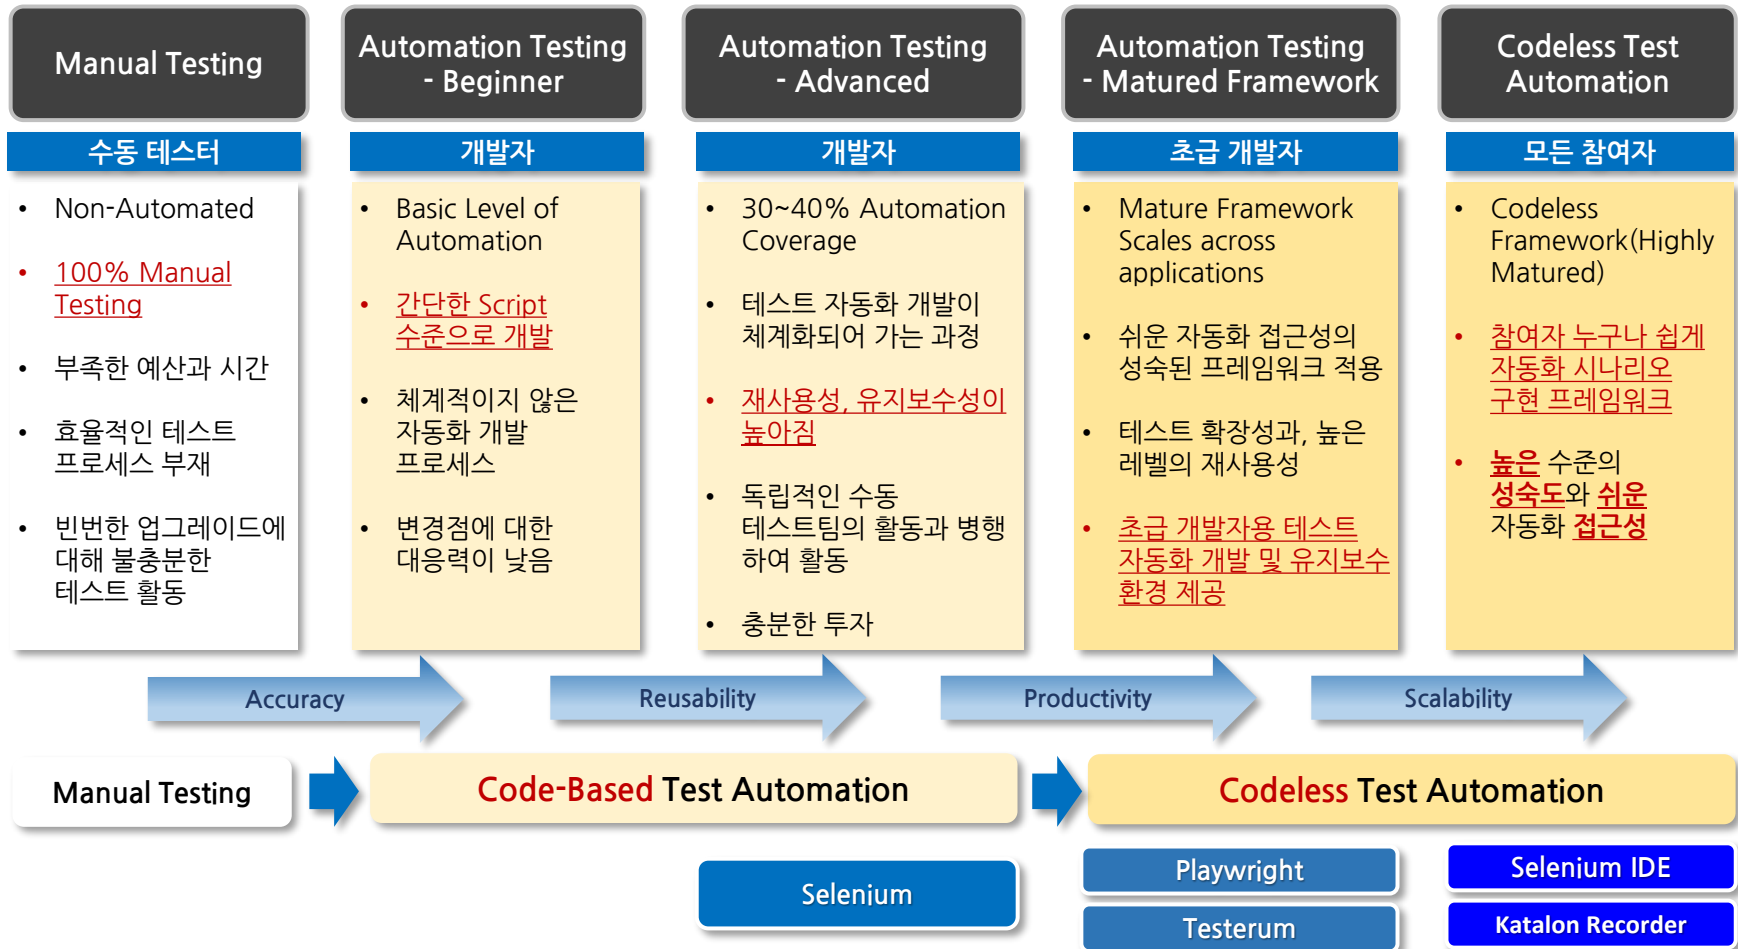 Manual Testing
Automation Testing
- Beginner
Automation Testing
- Advanced
Automation Testing
- Matured Framework
Codeless Test
Automation
수동 테스터
개발자
개발자
초급 개발자
모든 참여자
• Non-Automated
• 100% Manual
Testing
• 부족한 예산과 시간
• 효율적인 테스트
프로세스 부재
• 빈번한 업그레이드에
대해 불충분한
테스트 활동
• Basic Level of
Automation
• 간단한 Script
수준으로 개발
• 체계적이지 않은
자동화 개발
프로세스
• 변경점에 대한
대응력이 낮음
• 30~40% Automation
Coverage
• 테스트 자동화 개발이
체계화되어 가는 과정
• 재사용성, 유지보수성이
높아짐
• 독립적인 수동
테스트팀의 활동과 병행
하여 활동
• 충분한 투자
• Mature Framework
Scales across
applications
• 쉬운 자동화 접근성의
성숙된 프레임워크 적용
• 테스트 확장성과, 높은
레벨의 재사용성
• 초급 개발자용 테스트
자동화 개발 및 유지보수
환경 제공
• Codeless
Framework(Highly
Matured)
• 참여자 누구나 쉽게
자동화 시나리오
구현 프레임워크
• 높은 수준의
성숙도와 쉬운
자동화 접근성
Accuracy
Reusability
Productivity
Scalability
Manual Testing
Code-Based Test Automation
Codeless Test Automation
Selenium
Playwright
Testerum
Selenium IDE
Katalon Recorder